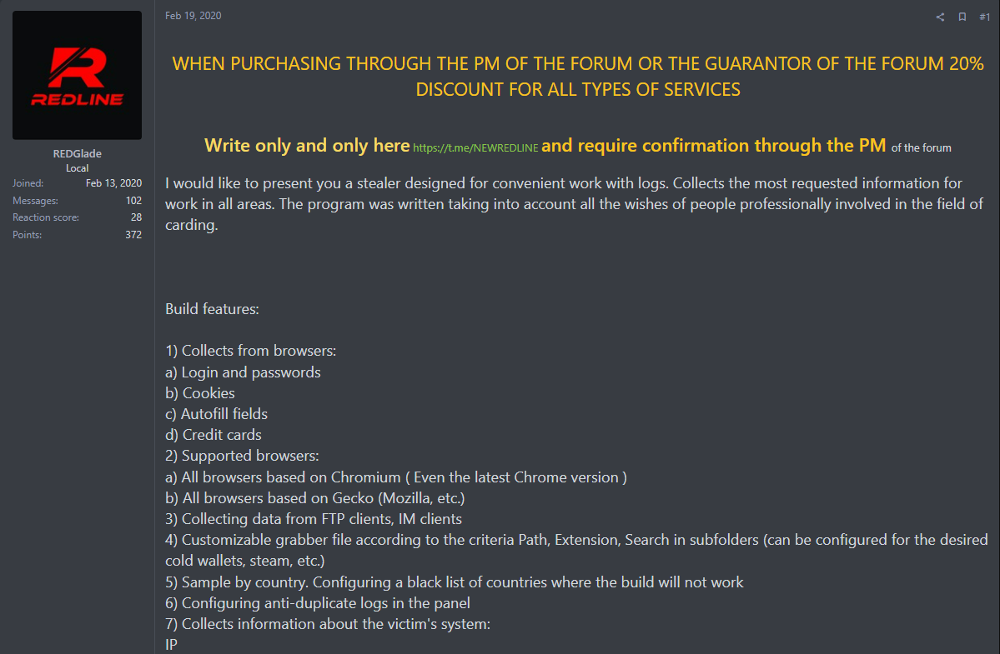 Feb 19, 2020
#1
REDLINE
REDGlade
Local
Joined: Feb 13, 2020
Messages: 102
Reaction score: 28
Points: 372
WHEN PURCHASING THROUGH THE PM OF THE FORUM OR THE GUARANTOR OF THE FORUM 20%
DISCOUNT FOR ALL TYPES OF SERVICES
Write only and only here https://t.me/NEWREDLINE and require confirmation through the PM of the forum
I would like to present you a stealer designed for convenient work with logs. Collects the most requested information for
work in all areas. The program was written taking into account all the wishes of people professionally involved in the field of
carding.
Build features:
1) Collects from browsers:
a) Login and passwords
b) Cookies
c) Autofill fields
d) Credit cards
2) Supported browsers:
a) All browsers based on Chromium ( Even the latest Chrome version )
b) All browsers based on Gecko (Mozilla, etc.)
3) Collecting data from FTP clients, IM clients
4) Customizable grabber file according to the criteria Path, Extension, Search in subfolders (can be configured for the desired
cold wallets, steam, etc.)
5) Sample by country. Configuring a black list of countries where the build will not work
6) Configuring anti-duplicate logs in the panel
7) Collects information about the victim's system:
IP